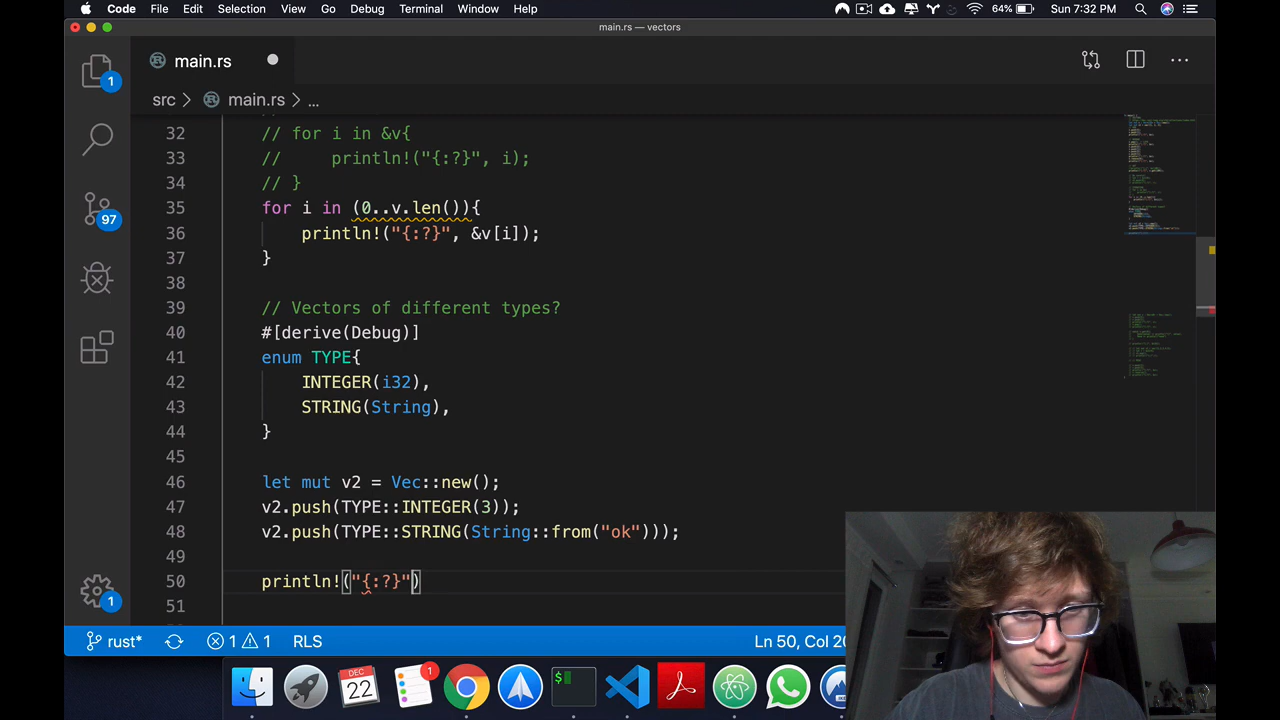 Code File Edit Selection View Go Debug Terminal Window Help 64% Sun 7:32 PM
main.rs — vectors
main.rs
src > main.rs > ...
32 // for i in &v{
33 //     println!("{:?}", i);
34 // }
35 for i in (0..v.len()){
36     println!("{:?}", &v[i]);
37 }
38
39 // Vectors of different types?
40 #[derive(Debug)]
41 enum TYPE{
42     INTEGER(i32),
43     STRING(String),
44 }
45
46 let mut v2 = Vec::new();
47 v2.push(TYPE::INTEGER(3));
48 v2.push(TYPE::STRING(String::from("ok")));
49
50 println!("{:?}")
51
1
97
1
rust* 1 1 RLS Ln 50, Col
DEC
22
1
$